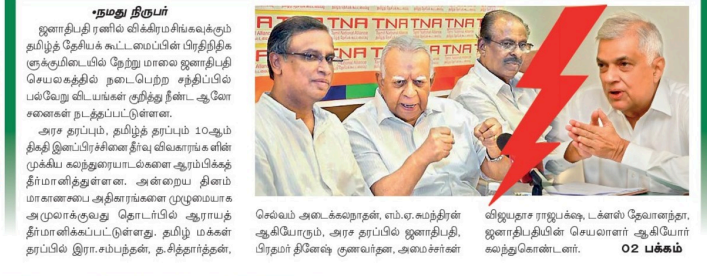 •நமது நிருபர்
ஜனாதிபதி ரணில் விக்கிரமசிங்கவுக்கும்
தமிழ்த் தேசியக் கூட்டமைப்பின் பிரதிநிதிக
ளுக்குமிடையில் நேற்று மாலை ஜனாதிபதி
செயலகத்தில் நடைபெற்ற சந்திப்பில்
பல்வேறு விடயங்கள் குறித்து நீண்ட ஆலோ
சனைகள் நடத்தப்பட்டுள்ளன.
அரச தரப்பும், தமிழ்த் தரப்பும் 10ஆம்
திகதி இனப்பிரச்சினை தீர்வு விவகாரங்க ளின்
முக்கிய கலந்துரையாடல்களை ஆரம்பிக்கத்
தீர்மானித்துள்ளன. அன்றைய தினம்
மாகாணசபை அதிகாரங்களை முழுமையாக
அமுலாக்குவது தொடர்பில் ஆராயத்
தீர்மானிக்கப்பட்டுள்ளது. தமிழ் மக்கள்
தரப்பில் இரா.சம்பந்தன், த.சித்தார்த்தன்,
செல்வம் அடைக்கலநாதன், எம்.ஏ.சுமந்திரன்
ஆகியோரும், அரச தரப்பில் ஜனாதிபதி,
பிரதமர் தினேஷ் குணவர்தன, அமைச்சர்கள்
விஜயதாச ராஜபக்‌ஷ, டக்ளஸ் தேவானந்தா,
ஜனாதிபதியின் செயலாளர் ஆகியோர்
கலந்துகொண்டனர். 02 பக்கம்
TNA TNA TNA